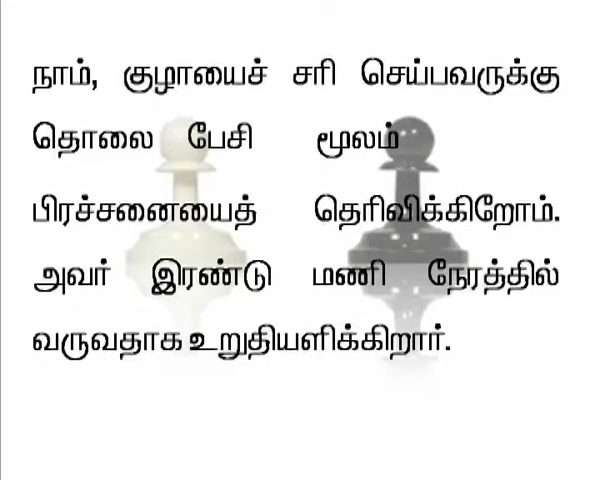 நாம், குழாயைச் சரி செய்பவருக்கு
தொலை பேசி மூலம்
பிரச்சனையைத் தெரிவிக்கிறோம்.
அவர் இரண்டு மணி நேரத்தில்
வருவதாக உறுதியளிக்கிறார்.